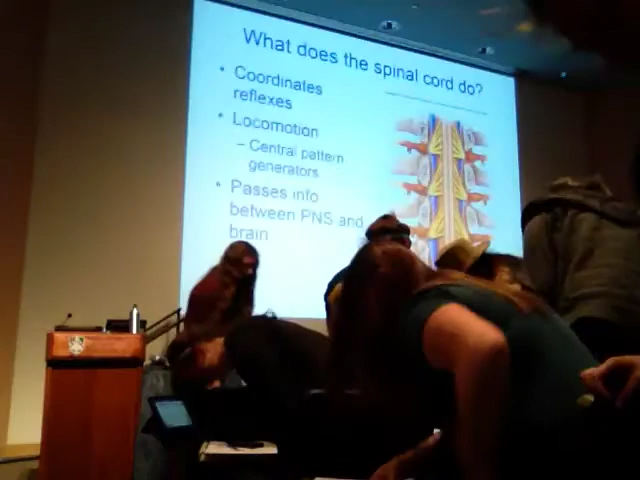 What does the spinal cord do?
• Coordinates
reflexes
• Locomotion
– Central pattern
generators
• Passes info
between PNS and
brain